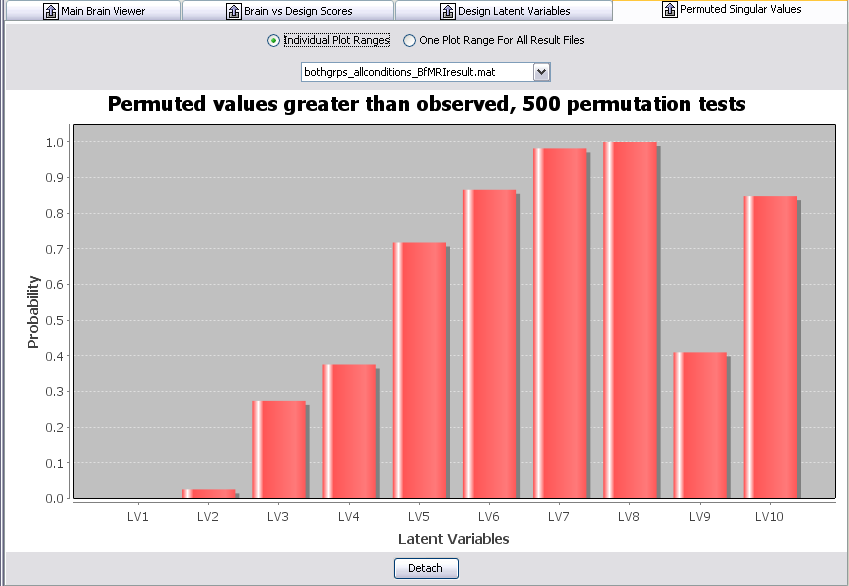 Main Brain Viewer
Brain vs Design Scores
Design Latent Variables
Permuted Singular Values
Individual Plot Ranges
One Plot Range For All Result Files
bothgrps_allconditions_BfMRIresult.mat
Permuted values greater than observed, 500 permutation tests
Probability
1.0
0.9
0.8
0.7
0.6
0.5
0.4
0.3
0.2
0.1
0.0
LV1 LV2 LV3 LV4 LV5 LV6 LV7 LV8 LV9 LV10
Latent Variables
Detach